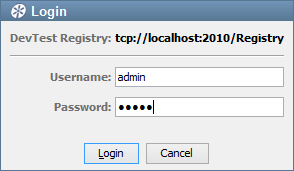 Login
DevTest Registry: tcp://localhost:2010/Registry
Username: admin
Password: •••••
Login Cancel